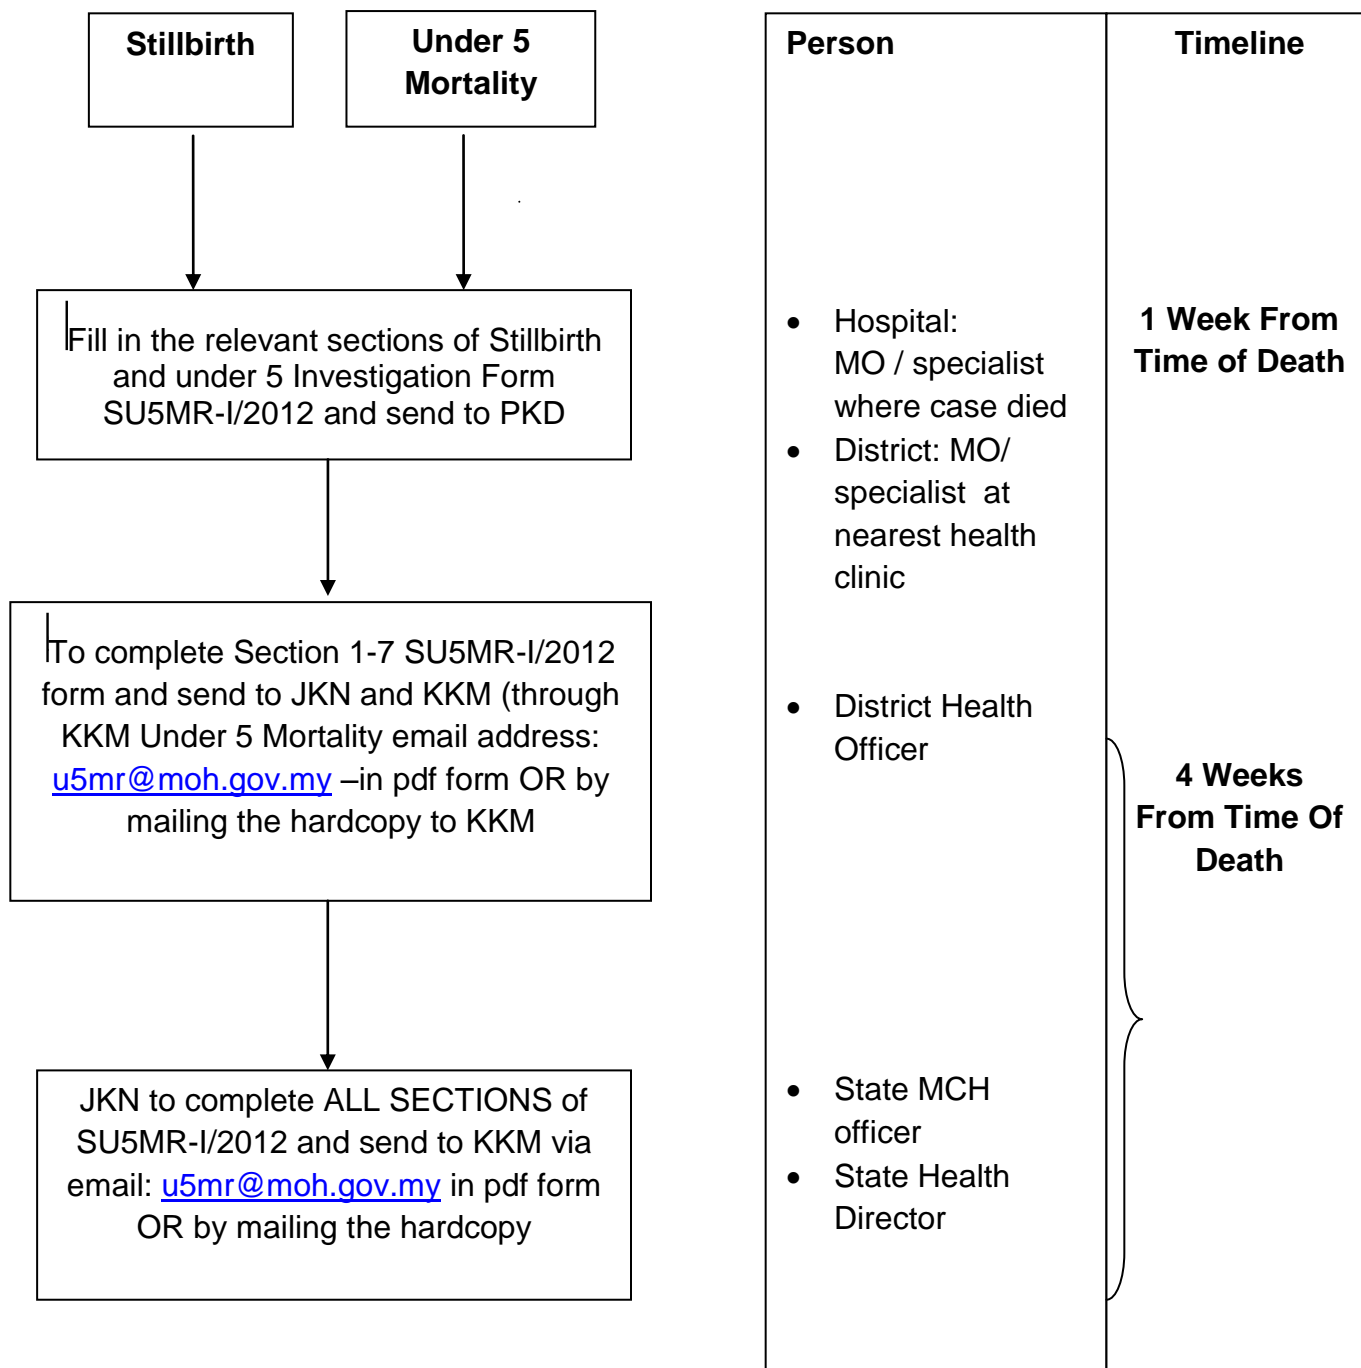 Stillbirth
Under 5
Mortality
Fill in the relevant sections of Stillbirth
and under 5 Investigation Form
SU5MR-I/2012 and send to PKD
To complete Section 1-7 SU5MR-I/2012
form and send to JKN and KKM (through
KKM Under 5 Mortality email address:
u5mr@moh.gov.my –in pdf form OR by
mailing the hardcopy to KKM
JKN to complete ALL SECTIONS of
SU5MR-I/2012 and send to KKM via
email: u5mr@moh.gov.my in pdf form
OR by mailing the hardcopy
Person
• Hospital:
MO / specialist
where case died
• District: MO/
specialist at
nearest health
clinic
• District Health
Officer
• State MCH
officer
• State Health
Director
Timeline
1 Week From
Time of Death
4 Weeks
From Time Of
Death